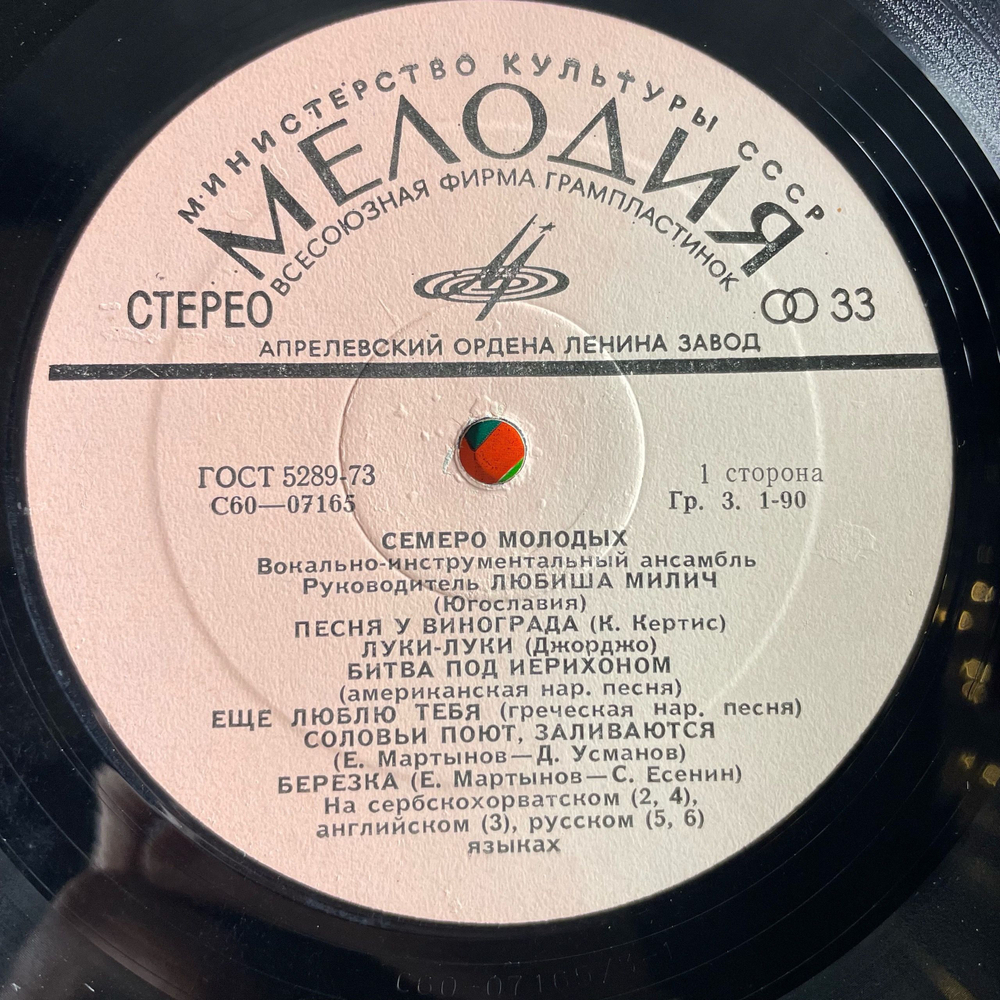 МИНИСТЕРСТВО КУЛЬТУРЫ СССР
МЕЛОДИЯ
ВСЕСОЮЗНАЯ ФИРМА ГРАМПЛАСТИНОК
СТЕРЕО
33
АПРЕЛЕВСКИЙ ОРДЕНА ЛЕНИНА ЗАВОД
ГОСТ 5289-73
1 сторона
С60—07165
Гр. 3. 1-90
СЕМЕРО МОЛОДЫХ
Вокально-инструментальный ансамбль
Руководитель ЛЮБИША МИЛИЧ
(Югославия)
ПЕСНЯ У ВИНОГРАДА (К. Кертис)
ЛУКИ-ЛУКИ (Джорджо)
БИТВА ПОД ИЕРИХОНОМ
(американская нар. песня)
ЕЩЕ ЛЮБЛЮ ТЕБЯ (греческая нар. песня)
СОЛОВЬИ ПОЮТ, ЗАЛИВАЮТСЯ
(Е. Мартынов—Д. Усманов)
БЕРЕЗКА (Е. Мартынов—С. Есенин)
На сербскохорватском (2, 4),
английском (3), русском (5, 6)
языках